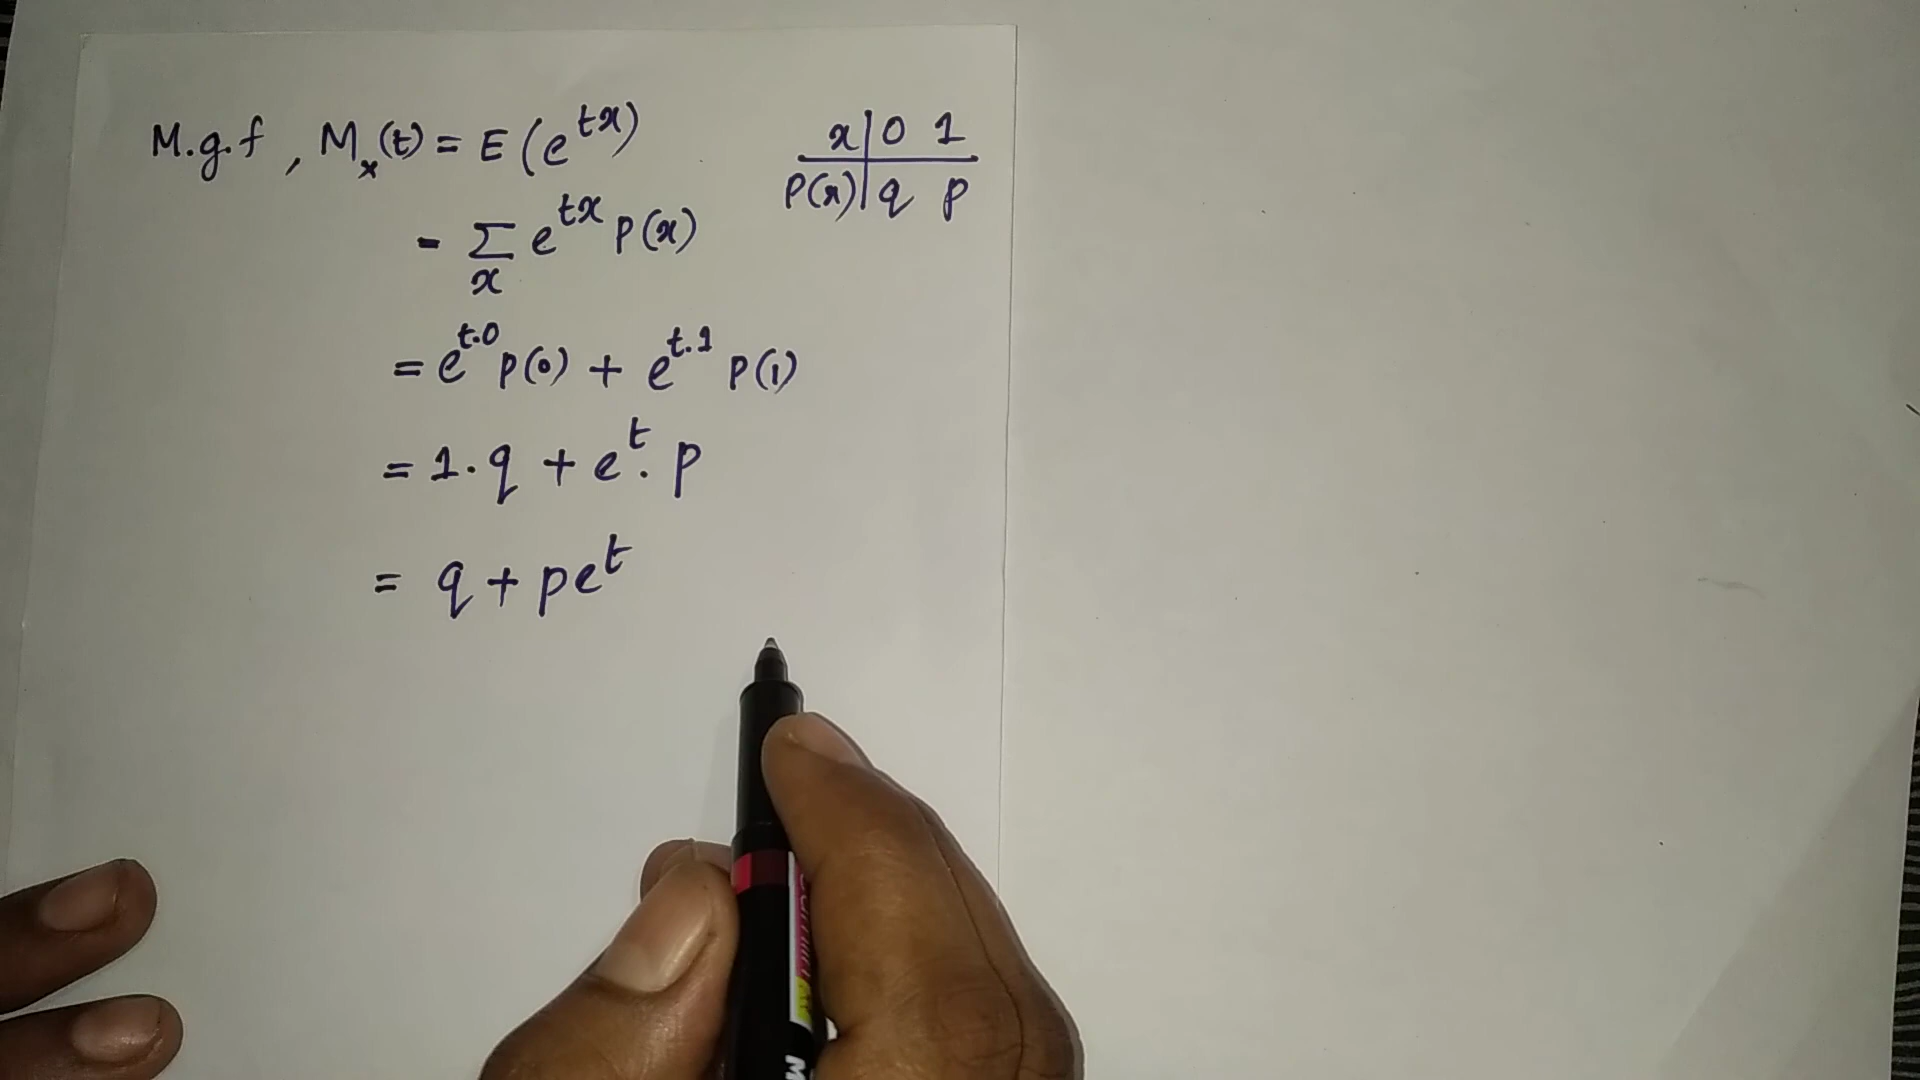 M.g.f , Mₓ(t) = E(e^{tx})
x | 0 1
P(x) | q p
- Σₓ e^{tx} P(x)
= e^{t.0} P(0) + e^{t.1} P(1)
= 1.q + e^t . p
= q + pe^t